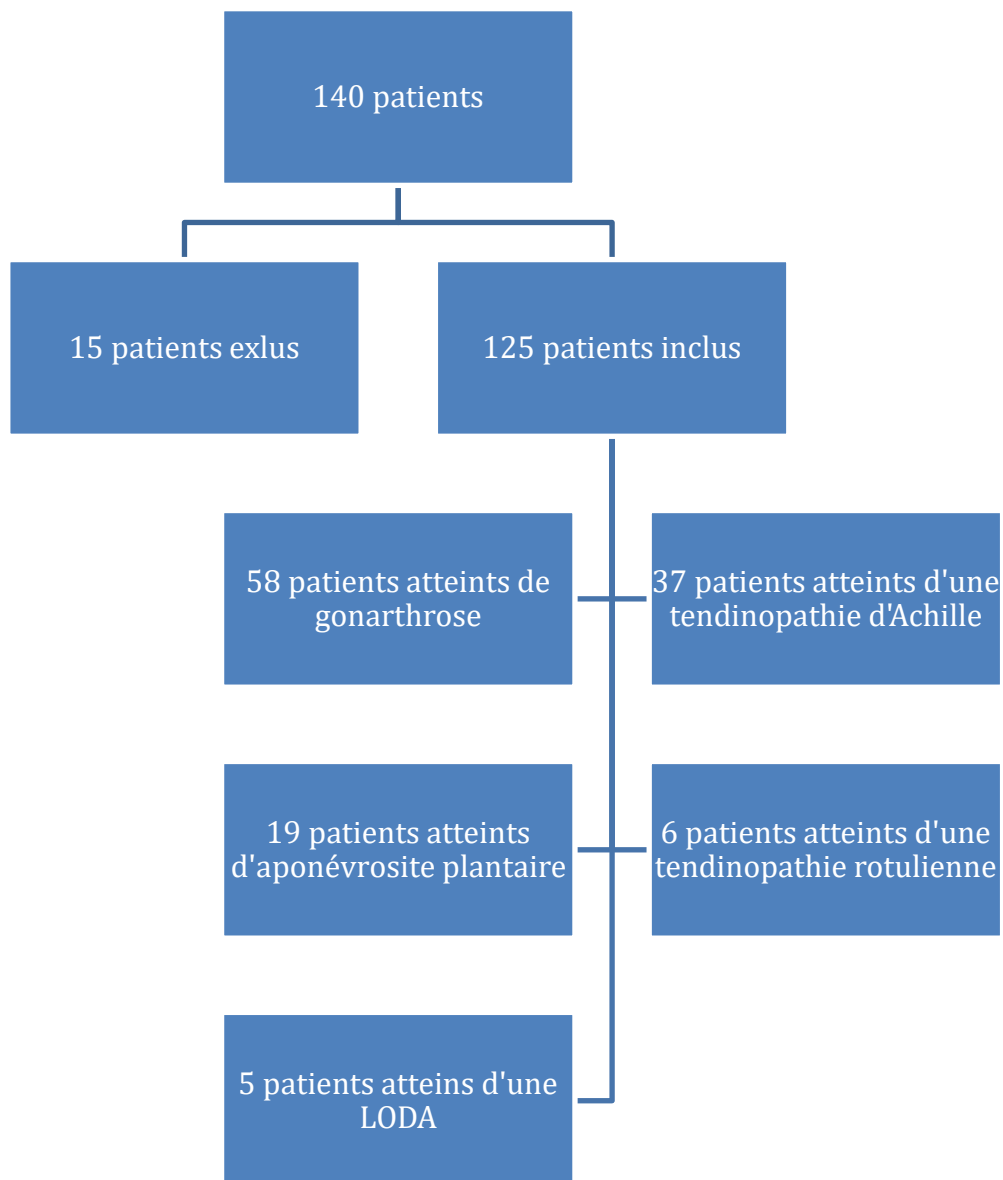 140 patients
15 patients exlus
125 patients inclus
58 patients atteints de
gonarthrose
37 patients atteints d'une
tendinopathie d'Achille
19 patients atteints
d'aponévrosite plantaire
6 patients atteints d'une
tendinopathie rotulienne
5 patients atteins d'une
LODA